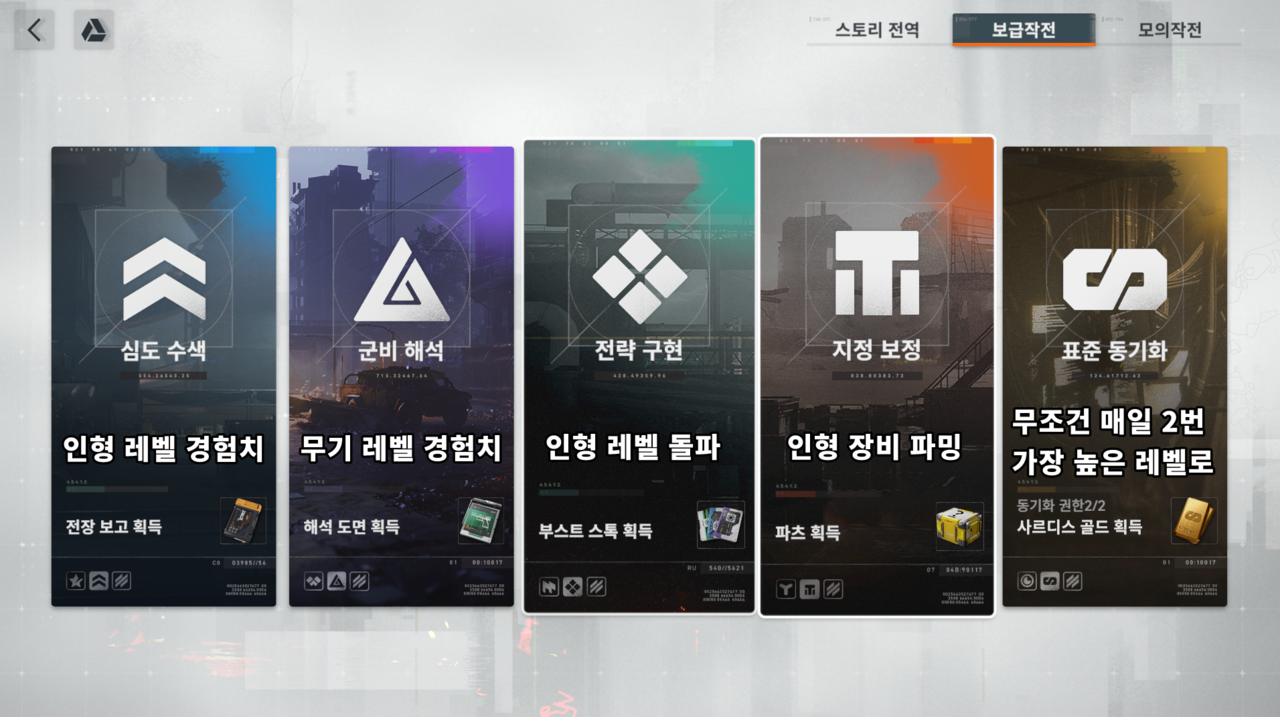 스토리 전역
보급작전
모의작전
심도 수색
인형 레벨 경험치
전장 보고 획득
군비 해석
무기 레벨 경험치
해석 도면 획득
전략 구현
인형 레벨 돌파
부스트 스톡 획득
지정 보정
인형 장비 파밍
파츠 획득
표준 동기화
무조건 매일 2번
가장 높은 레벨로
동기화 권한2/2
사르디스 골드 획득